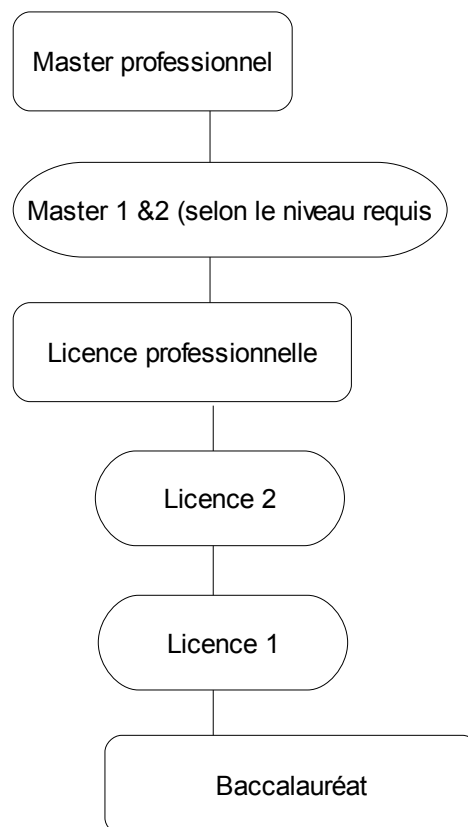 Master professionnel
Master 1 &2 (selon le niveau requis
Licence professionnelle
Licence 2
Licence 1
Baccalauréat